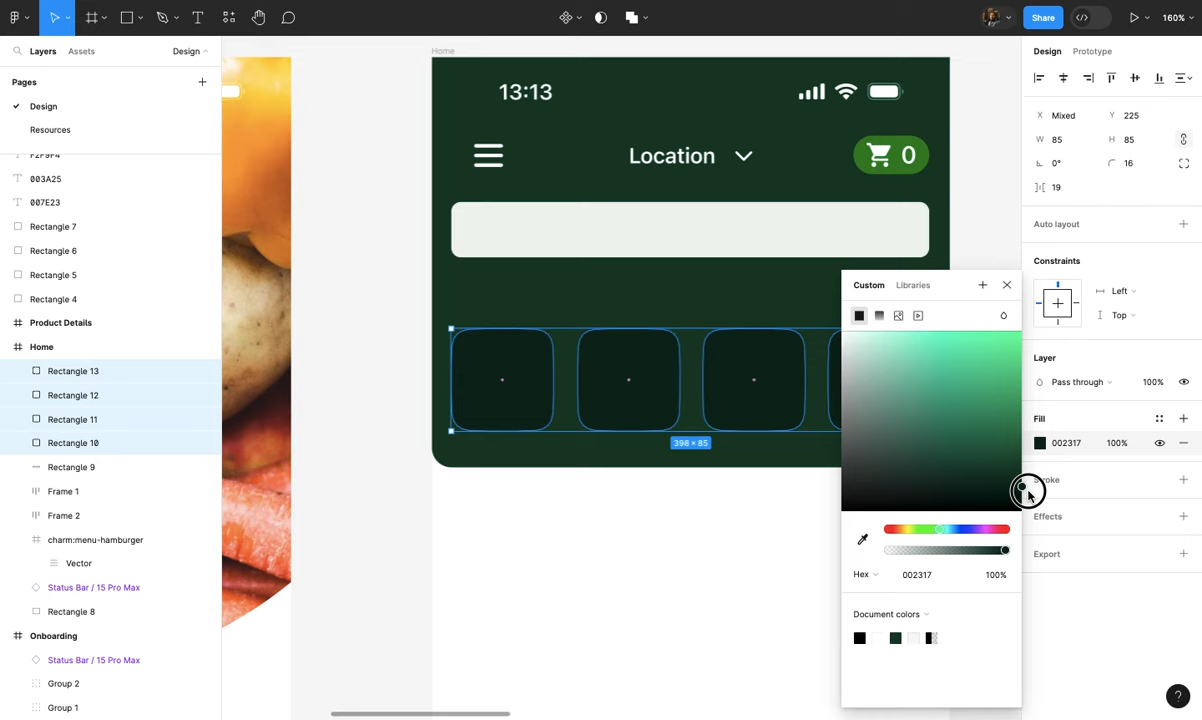 Share
160%
Layers
Assets
Design
Pages
Design
Resources
F2F9F4
003A25
007E23
Rectangle 7
Rectangle 6
Rectangle 5
Rectangle 4
Product Details
Home
Rectangle 13
Rectangle 12
Rectangle 11
Rectangle 10
Rectangle 9
Frame 1
Frame 2
charm:menu-hamburger
Vector
Status Bar / 15 Pro Max
Rectangle 8
Onboarding
Status Bar / 15 Pro Max
Group 2
Group 1
Home
13:13
Location
0
398 × 85
Custom
Libraries
Hex
002317
100%
Document colors
Design
Prototype
X Mixed
Y 225
W 85
H 85
0°
16
19
Auto layout
Constraints
Left
Top
Layer
Pass through
100%
Fill
002317
100%
Stroke
Effects
Export
?